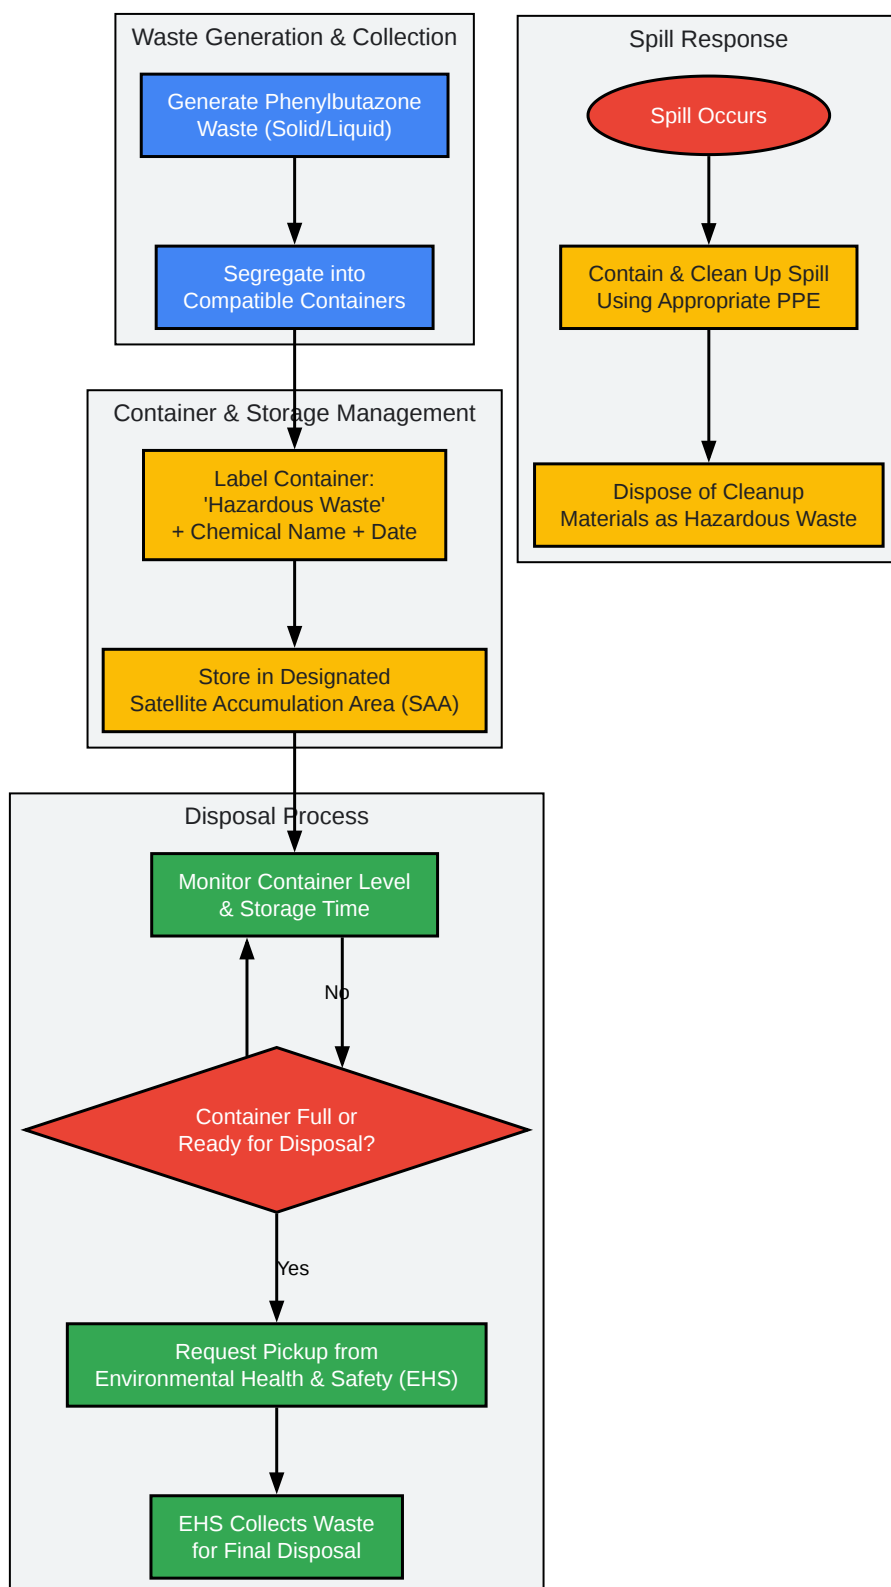 Waste Generation & Collection
Generate Phenylbutazone
Waste (Solid/Liquid)
Segregate into
Compatible Containers
Container & Storage Management
Label Container:
'Hazardous Waste'
+ Chemical Name + Date
Store in Designated
Satellite Accumulation Area (SAA)
Disposal Process
Monitor Container Level
& Storage Time
No
Container Full or
Ready for Disposal?
Yes
Request Pickup from
Environmental Health & Safety (EHS)
EHS Collects Waste
for Final Disposal
Spill Response
Spill Occurs
Contain & Clean Up Spill
Using Appropriate PPE
Dispose of Cleanup
Materials as Hazardous Waste